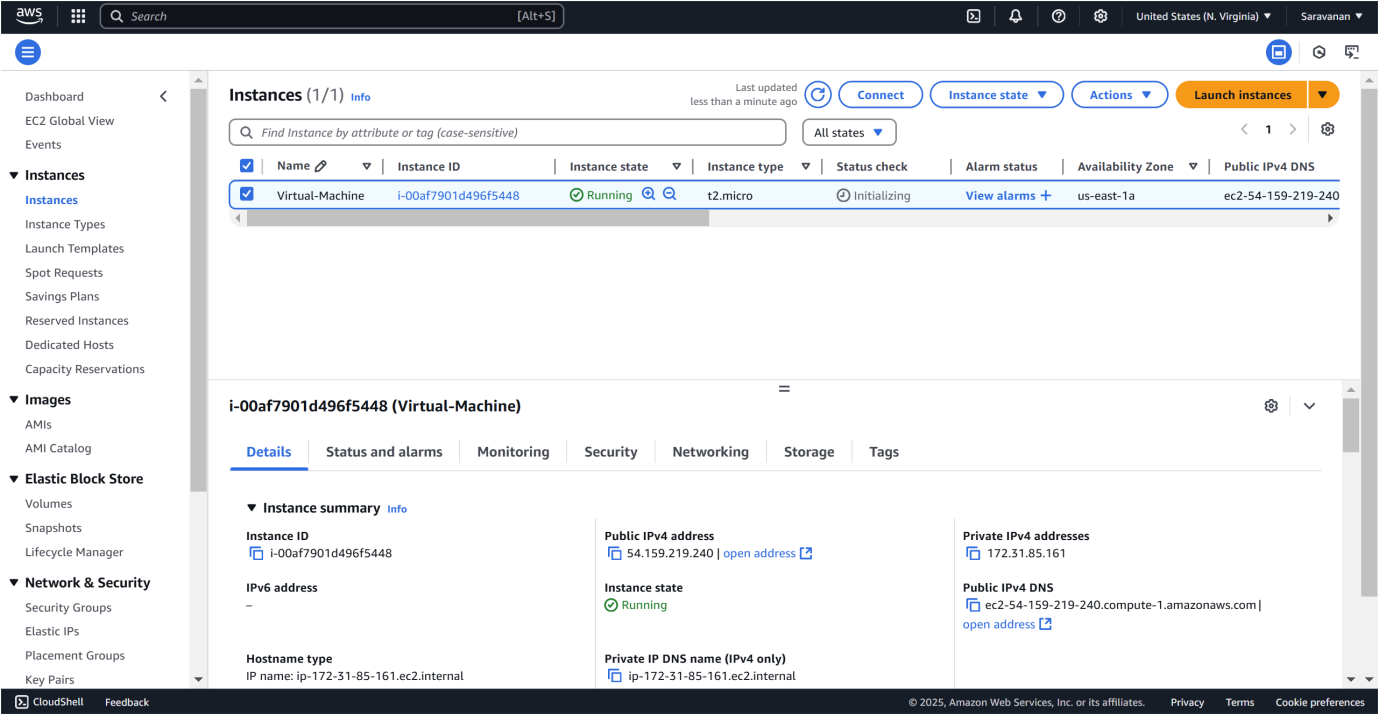 aws
Search [Alt+S]
United States (N. Virginia)
Saravanan
Dashboard
EC2 Global View
Events
Instances
Instances
Instance Types
Launch Templates
Spot Requests
Savings Plans
Reserved Instances
Dedicated Hosts
Capacity Reservations
Images
AMIs
AMI Catalog
Elastic Block Store
Volumes
Snapshots
Lifecycle Manager
Network & Security
Security Groups
Elastic IPs
Placement Groups
Key Pairs
Instances (1/1) Info
Last updated
less than a minute ago
Connect
Instance state
Actions
Launch instances
Find Instance by attribute or tag (case-sensitive)
All states
1
Name Instance ID Instance state Instance type Status check Alarm status Availability Zone Public IPv4 DNS
Virtual-Machine i-00af7901d496f5448 Running t2.micro Initializing View alarms + us-east-1a ec2-54-159-219-240
i-00af7901d496f5448 (Virtual-Machine)
Details Status and alarms Monitoring Security Networking Storage Tags
Instance summary Info
Instance ID
i-00af7901d496f5448
Public IPv4 address
54.159.219.240 | open address
Private IPv4 addresses
172.31.85.161
IPv6 address
–
Instance state
Running
Public IPv4 DNS
ec2-54-159-219-240.compute-1.amazonaws.com |
open address
Hostname type
IP name: ip-172-31-85-161.ec2.internal
Private IP DNS name (IPv4 only)
ip-172-31-85-161.ec2.internal
CloudShell Feedback
© 2025, Amazon Web Services, Inc. or its affiliates. Privacy Terms Cookie preferences